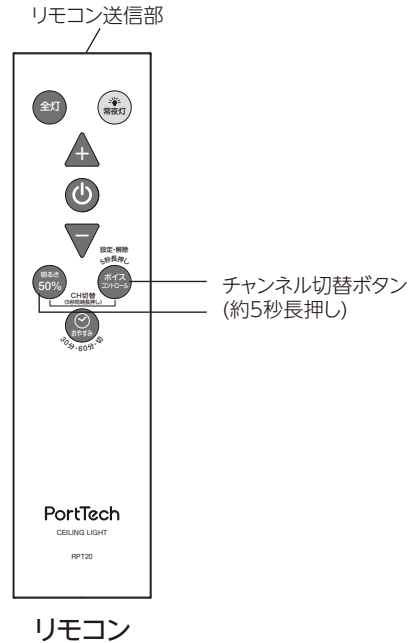 リモコン送信部
全灯
常夜灯
+
−
設定・解除
5秒長押し
明るさ
50%
ボイス
コントロール
CH切替
(5秒同時長押し)
チャンネル切替ボタン
(約5秒長押し)
おやすみ
30分・60分・切
PortTech
CEILING LIGHT
RPT20
リモコン